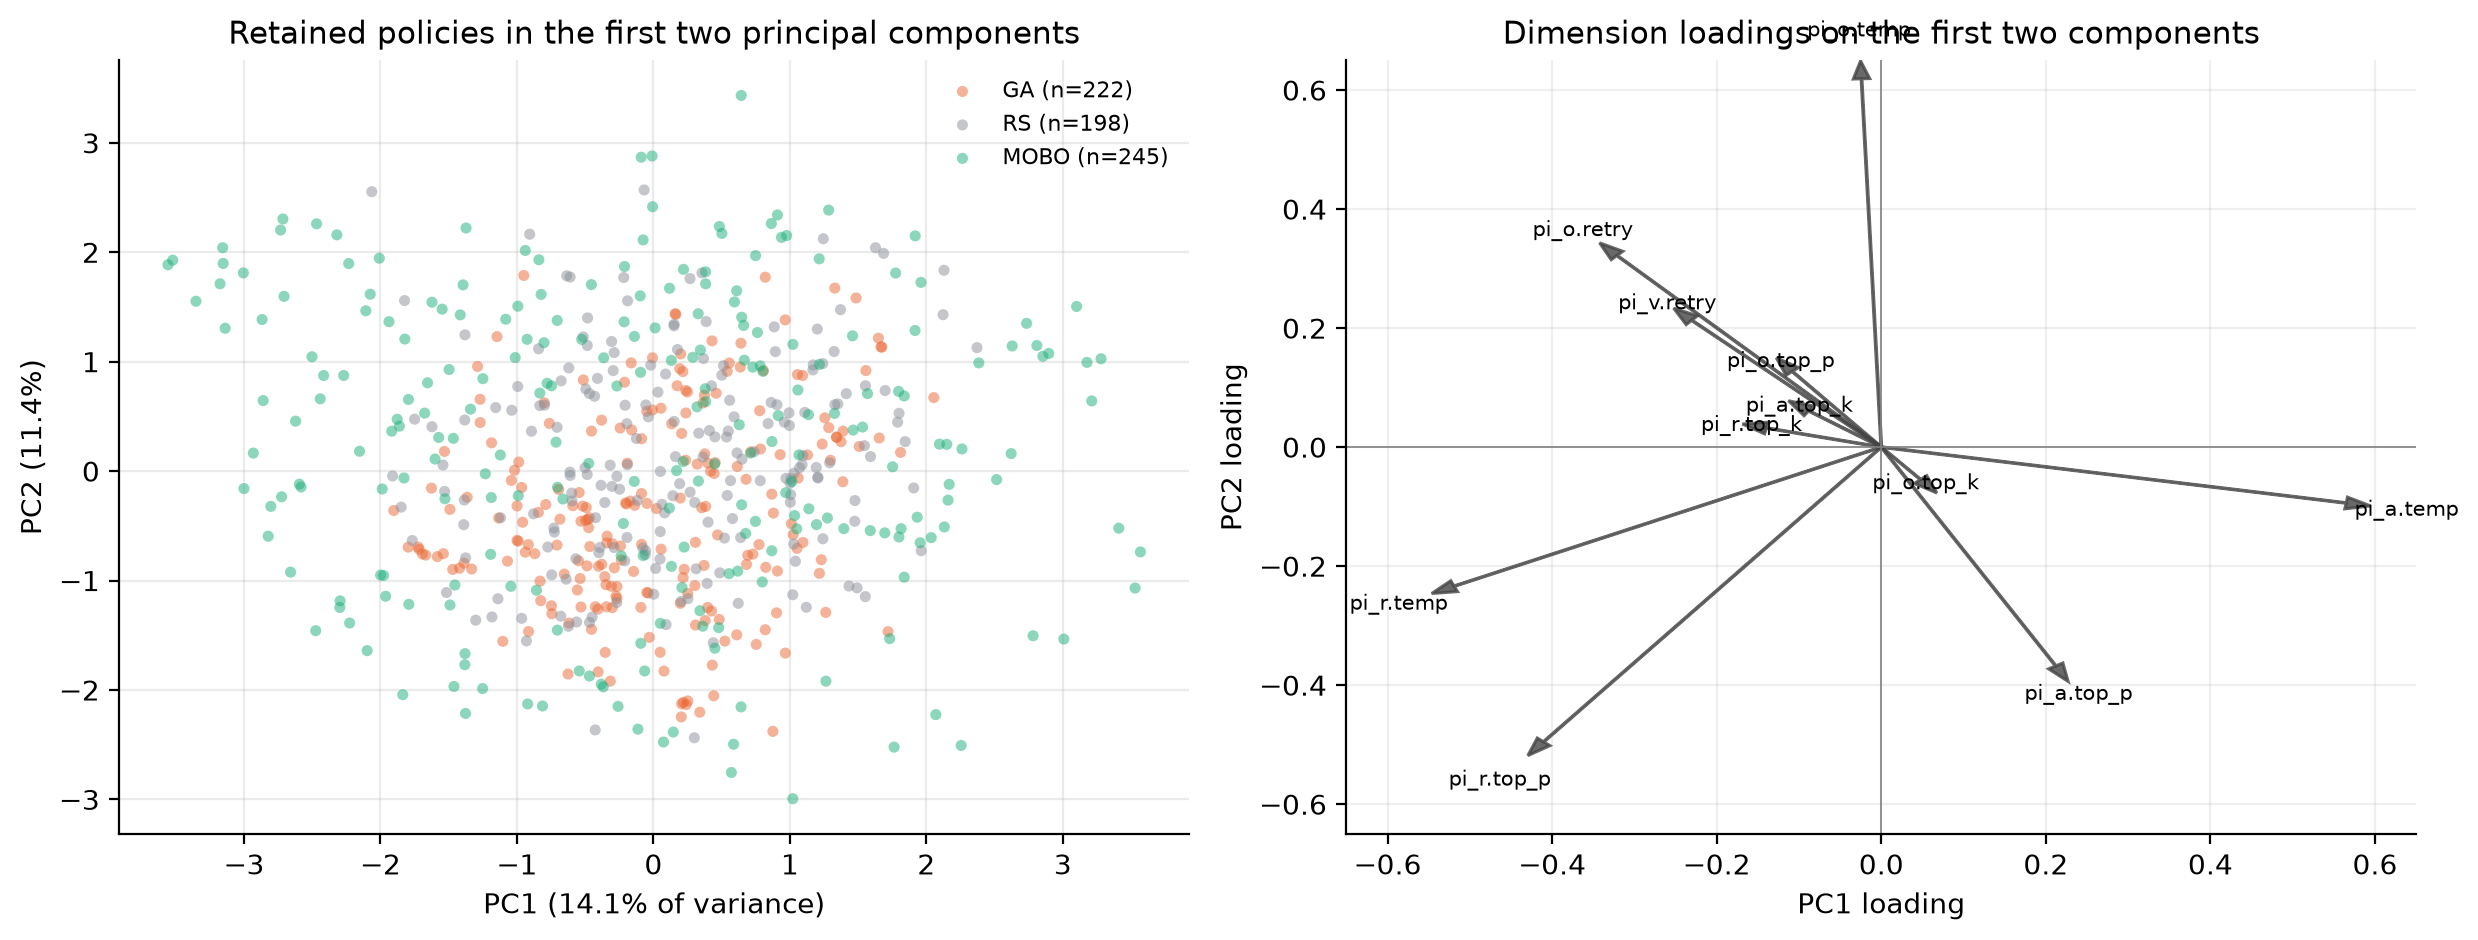 Retained policies in the first two principal components
GA (n=222)
RS (n=198)
MOBO (n=245)
PC2 (11.4%)
3
2
1
0
−1
−2
−3
−3
−2
−1
0
1
2
3
PC1 (14.1% of variance)
Dimension loadings on the first two components
pi_o.temp
pi_o.retry
pi_v.retry
pi_o.top_p
pi_a.top_k
pi_r.top_k
pi_o.top_k
pi_a.temp
pi_r.temp
pi_a.top_p
pi_r.top_p
PC2 loading
0.6
0.4
0.2
0.0
−0.2
−0.4
−0.6
−0.6
−0.4
−0.2
0.0
0.2
0.4
0.6
PC1 loading